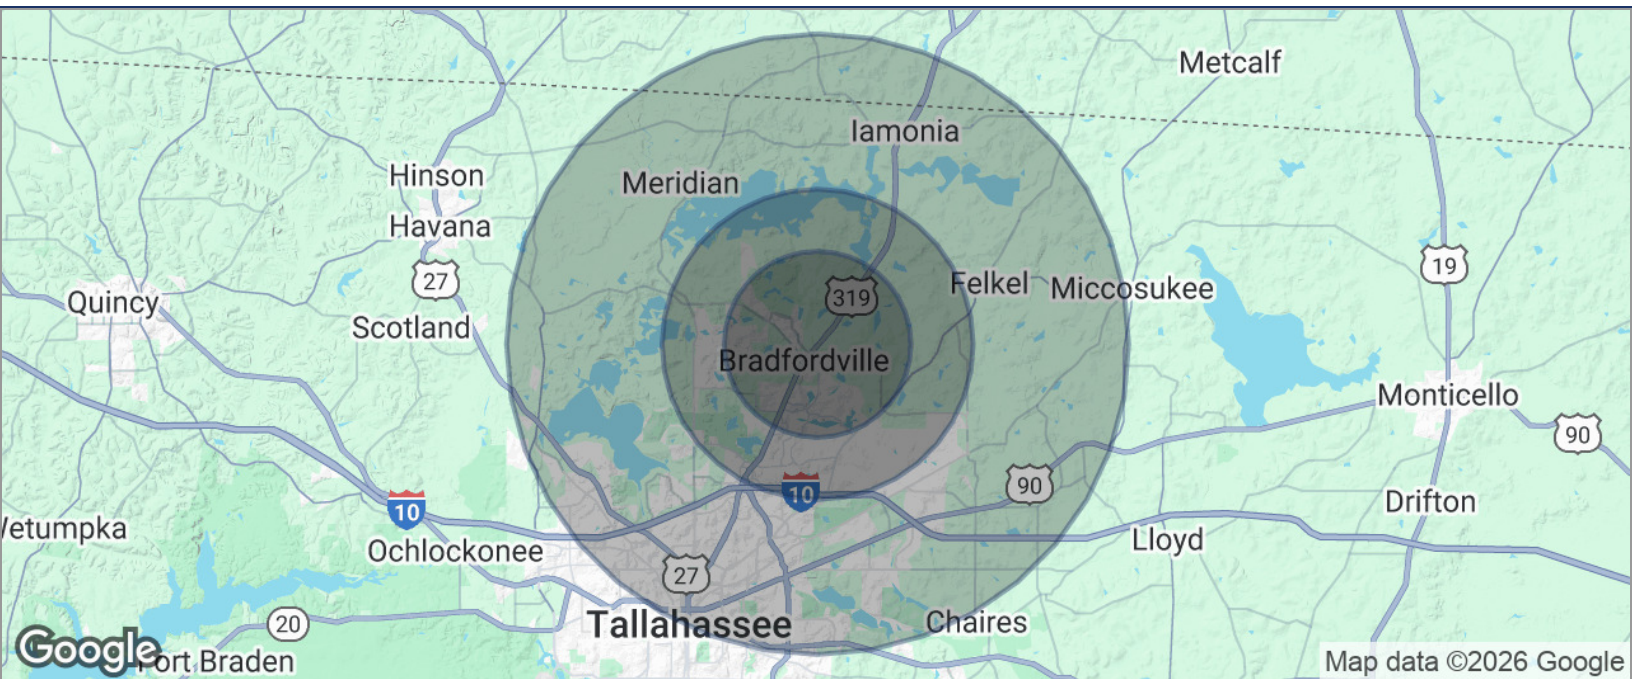 Metcalf
Iamonia
Hinson
Meridian
Havana
19
27
Felkel
Miccosukee
319
Quincy
Scotland
Bradfordville
Monticello
90
90
10
Drifton
10
Wetumpka
Lloyd
Ochlockonee
27
Tallahassee
Chaires
20
Google
Fort Braden
Map data ©2026 Google